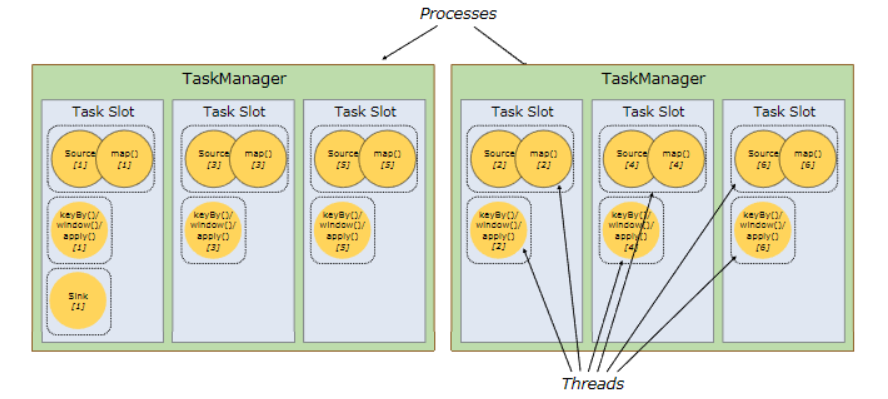 Processes
TaskManager
Task Slot
Source
[1]
map()
[1]
keyBy()/
window()/
apply()
[1]
Sink
[1]
Task Slot
Source
[3]
map()
[3]
keyBy()/
window()/
apply()
[3]
Task Slot
Source
[5]
map()
[5]
keyBy()/
window()/
apply()
[5]
TaskManager
Task Slot
Source
[2]
map()
[2]
keyBy()/
window()/
apply()
[2]
Task Slot
Source
[4]
map()
[4]
keyBy()/
window()/
apply()
[4]
Task Slot
Source
[6]
map()
[6]
keyBy()/
window()/
apply()
[6]
Threads